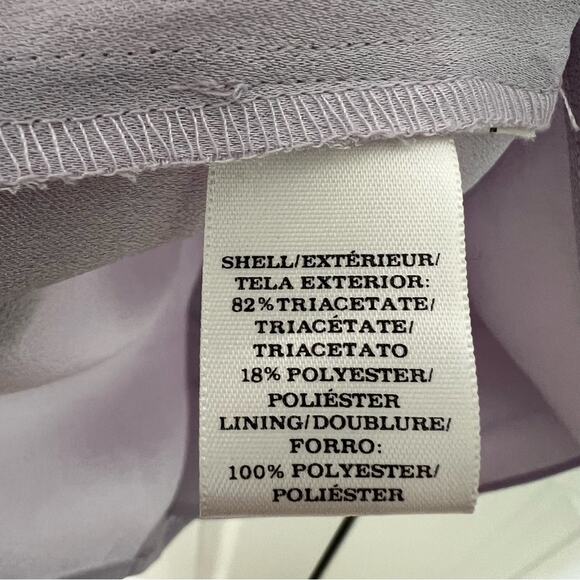 SHELL/EXTÉRIEUR/
TELA EXTERIOR:
82% TRIACETATE/
TRIACÉTATE/
TRIACETATO
18% POLYESTER/
POLIÉSTER
LINING/DOUBLURE/
FORRO:
100% POLYESTER/
POLIÉSTER